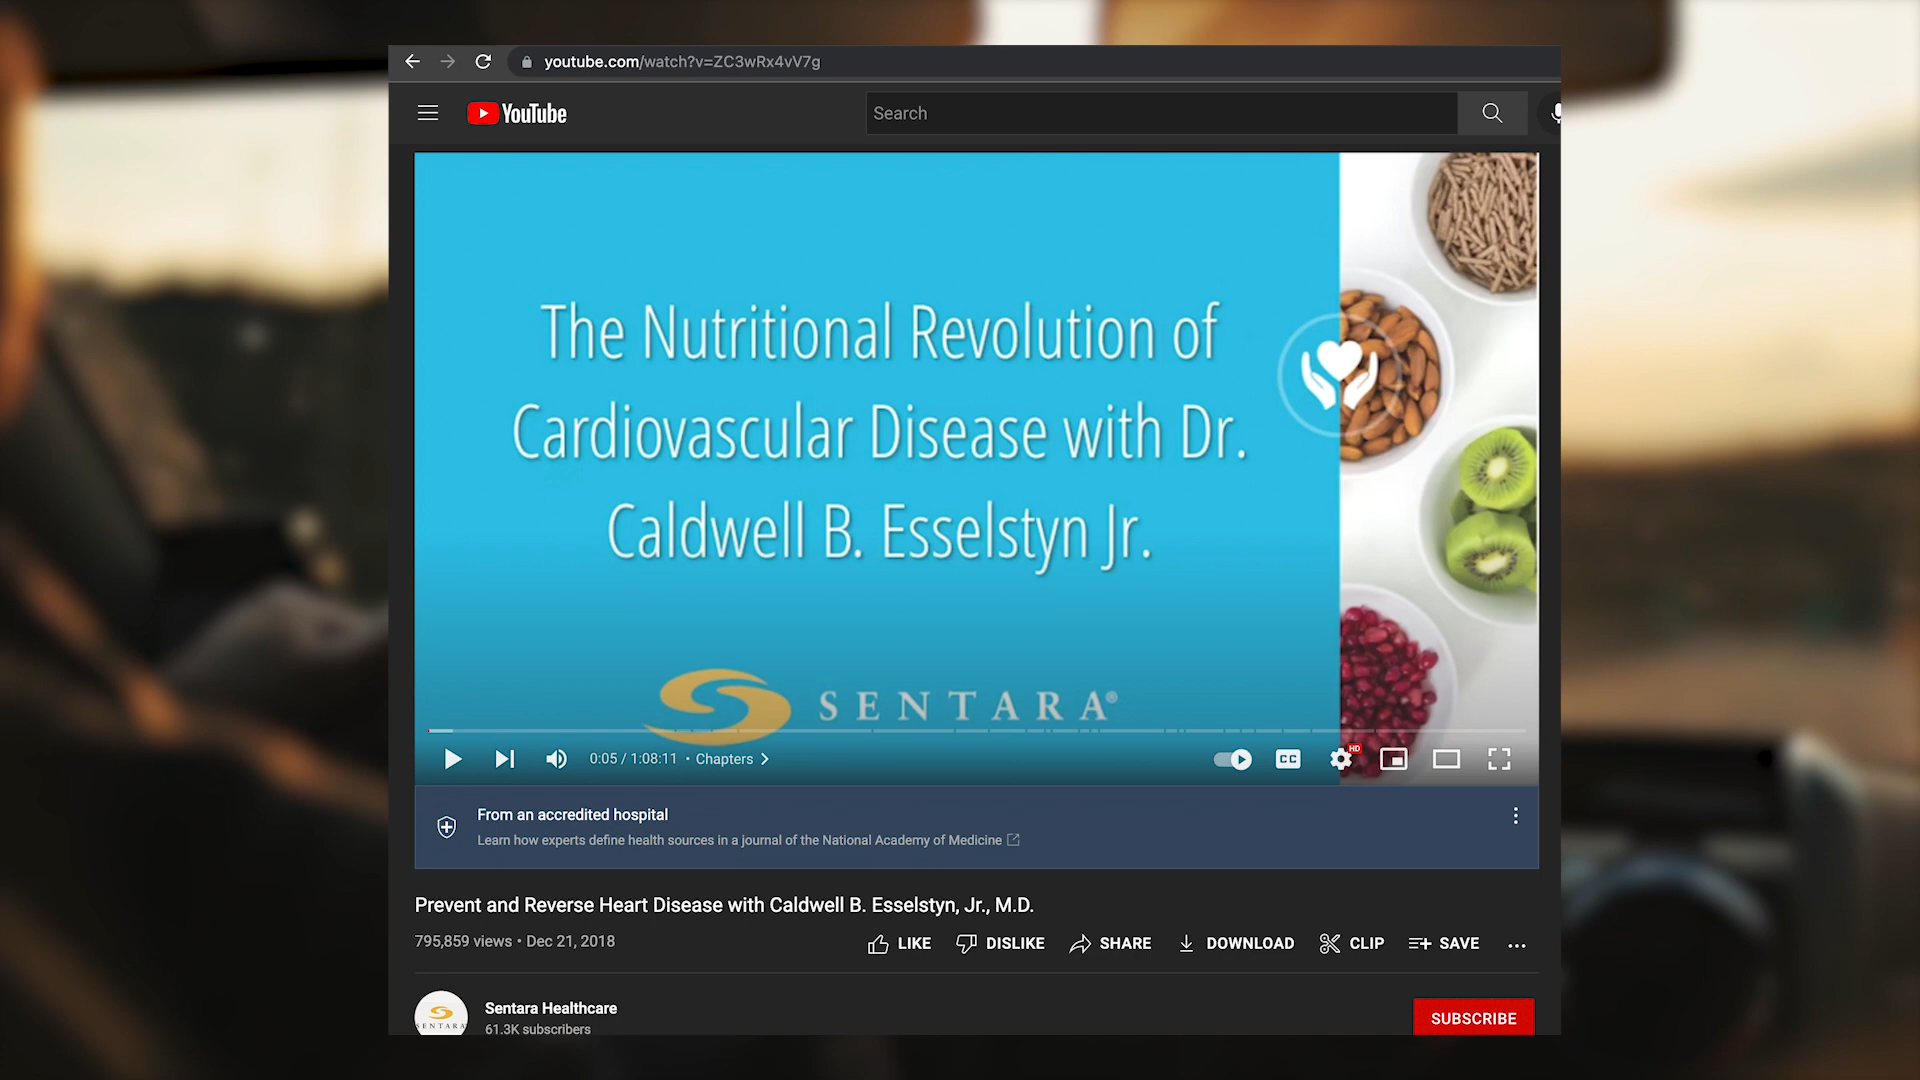 youtube.com/watch?v=ZC3wRx4vV7g
YouTube
Search
The Nutritional Revolution of
Cardiovascular Disease with Dr.
Caldwell B. Esselstyn Jr.
SENTARA®
0:05 / 1:08:11 • Chapters
CC
HD
From an accredited hospital
Learn how experts define health sources in a journal of the National Academy of Medicine
Prevent and Reverse Heart Disease with Caldwell B. Esselstyn, Jr., M.D.
795,859 views • Dec 21, 2018
LIKE
DISLIKE
SHARE
DOWNLOAD
CLIP
SAVE
SENTARA
Sentara Healthcare
61.3K subscribers
SUBSCRIBE